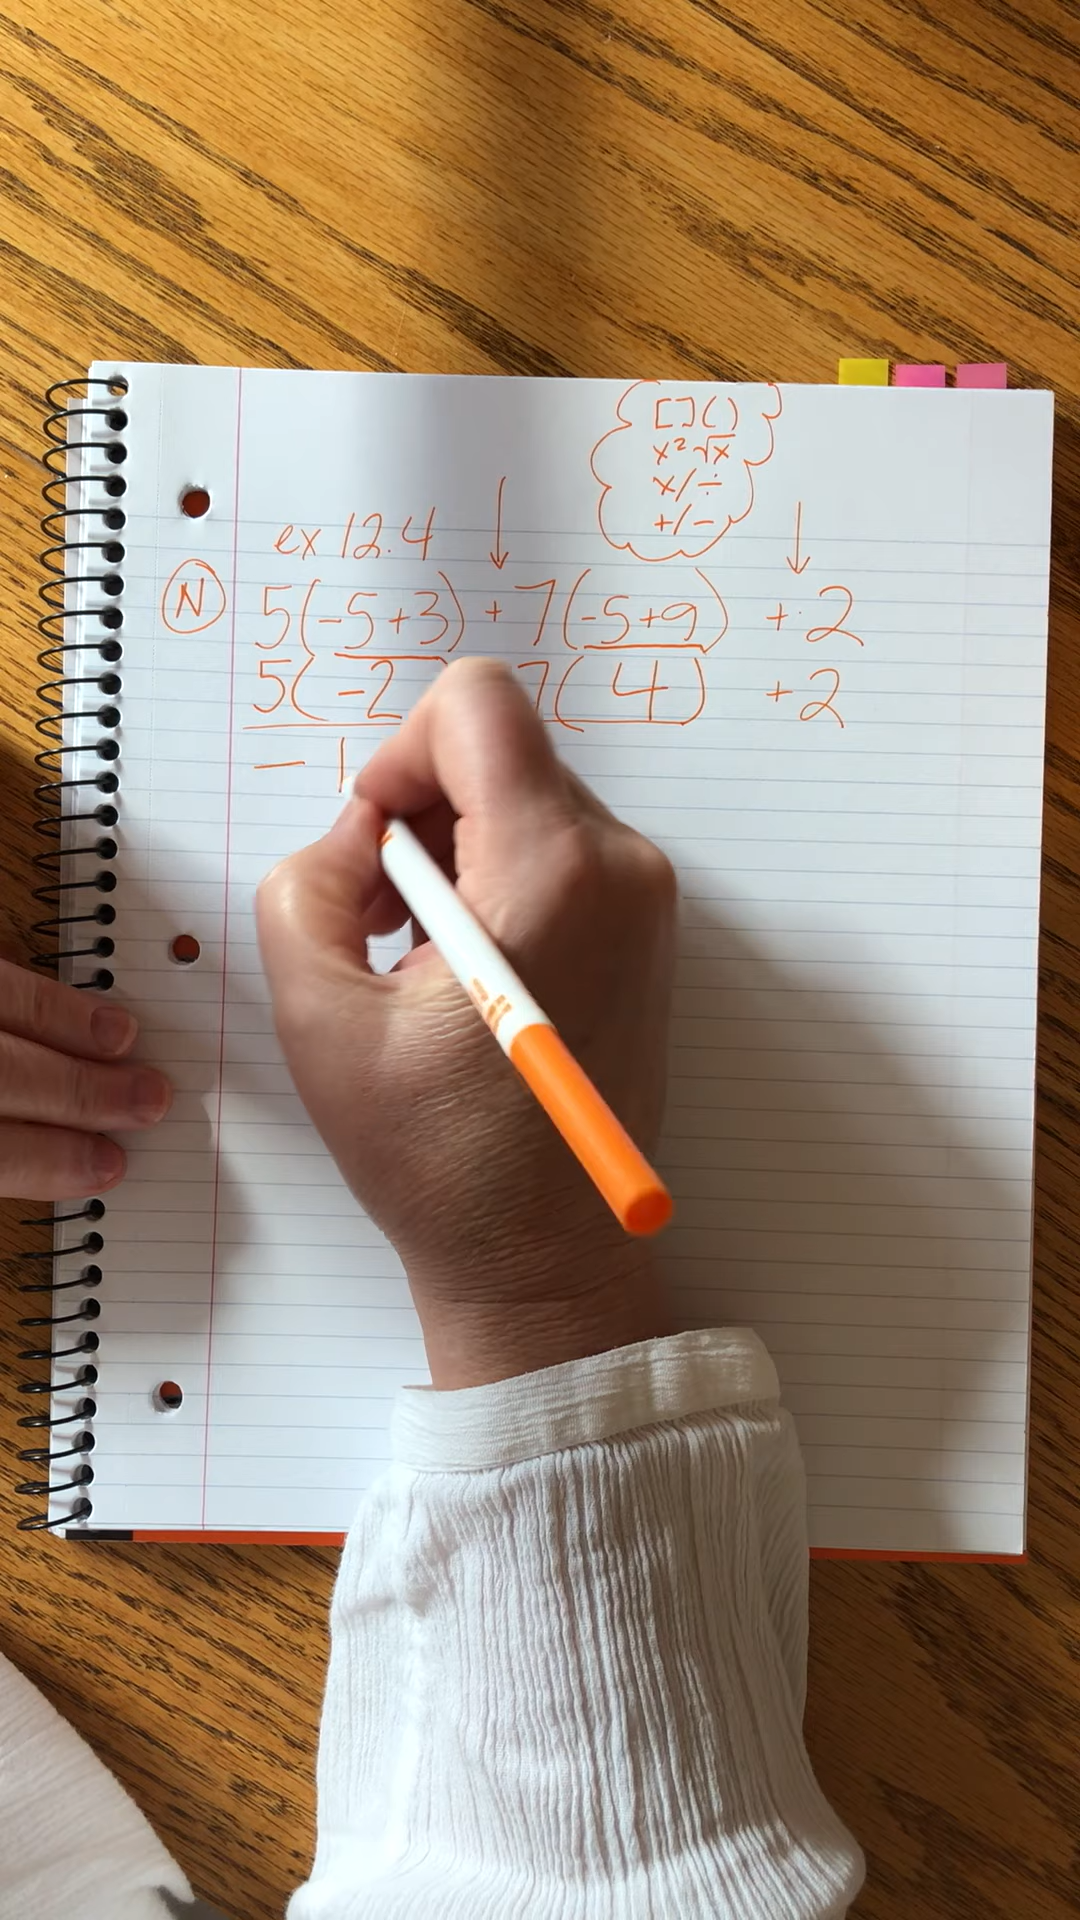 [] ()
x² √x
x/÷
+/-
ex 12.4
N 5(-5+3) + 7(-5+9) + 2
5(-2 7(4) +2
- 1